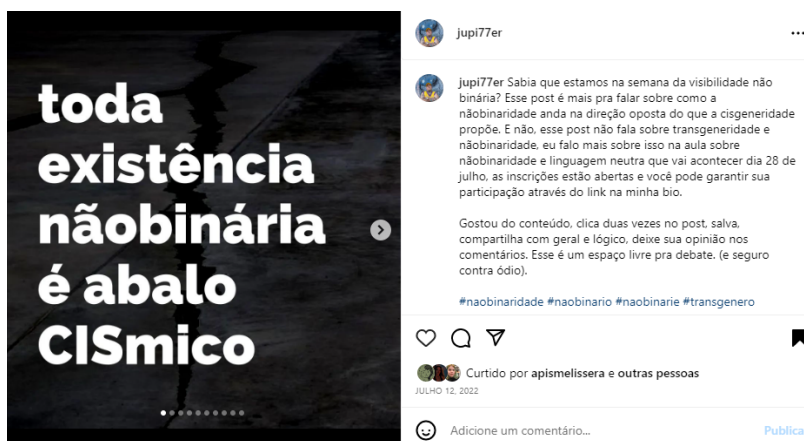 toda
existência
nãobinária
é abalo
CISmico
jupi77er
jupi77er Sabia que estamos na semana da visibilidade não
binária? Esse post é mais pra falar sobre como a
nãobinaridade anda na direção oposta do que a cisgeneridade
propõe. E não, esse post não fala sobre transgeneridade e
nãobinaridade, eu falo mais sobre isso na aula sobre
nãobinaridade e linguagem neutra que vai acontecer dia 28 de
julho, as inscrições estão abertas e você pode garantir sua
participação através do link na minha bio.
Gostou do conteúdo, clica duas vezes no post, salva,
compartilha com geral e lógico, deixe sua opinião nos
comentários. Esse é um espaço livre pra debate. (e seguro
contra ódio).
#naobinaridade #naobinario #naobinarie #transgenero
Curtido por apismelissera e outras pessoas
JULHO 12, 2022
Adicione um comentário...
Publica